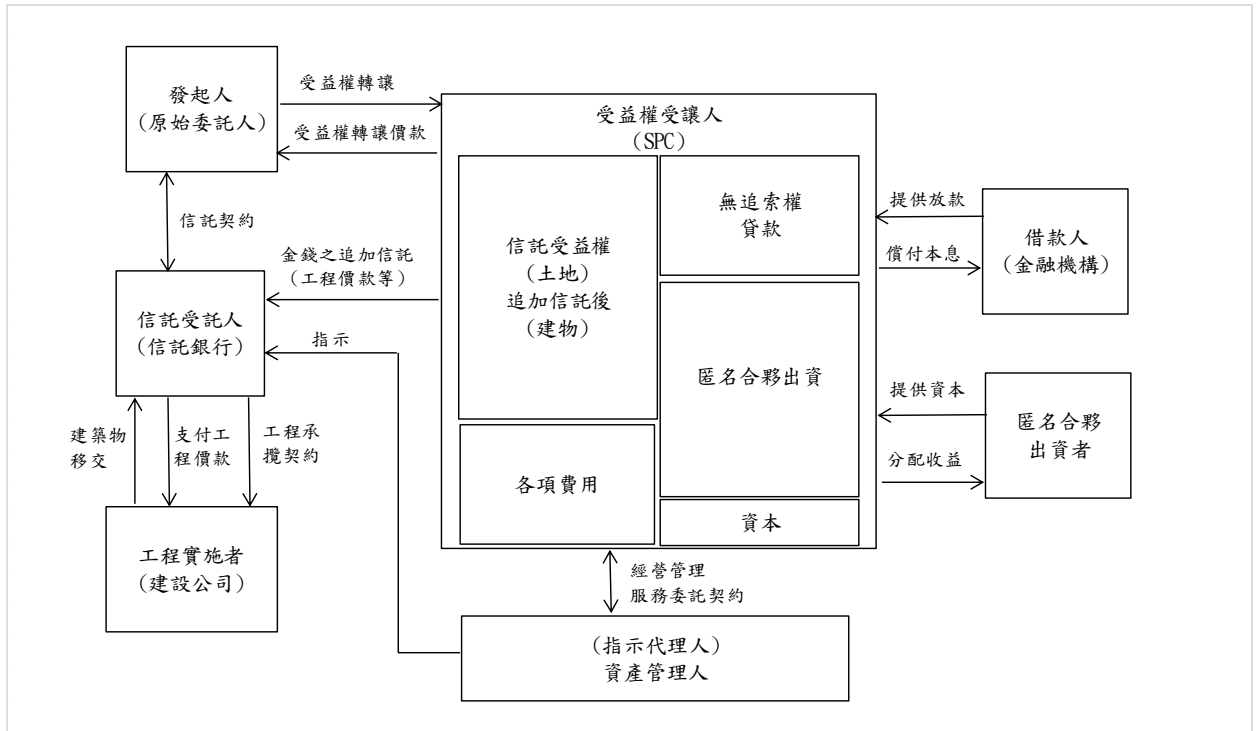 發起人
(原始委託人)
受益權轉讓
受益權轉讓價款
信託契約
金錢之追加信託
(工程價款等)
指示
信託受託人
(信託銀行)
建築物
移交
支付工
程價款
工程承
攬契約
工程實施者
(建設公司)
受益權受讓人
(SPC)
信託受益權
(土地)
追加信託後
(建物)
各項費用
無追索權
貸款
匿名合夥出資
資本
提供放款
償付本息
借款人
(金融機構)
提供資本
分配收益
匿名合夥
出資者
經營管理
服務委託契約
(指示代理人)
資產管理人